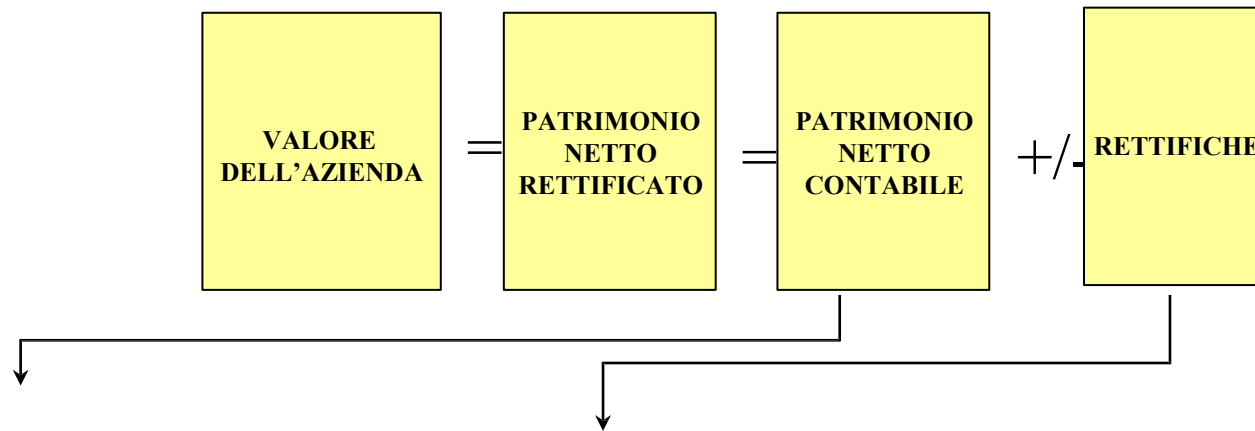 VALORE
DELL'AZIENDA
=
PATRIMONIO
NETTO
RETTIFICATO
=
PATRIMONIO
NETTO
CONTABILE
+/-
RETTIFICHE